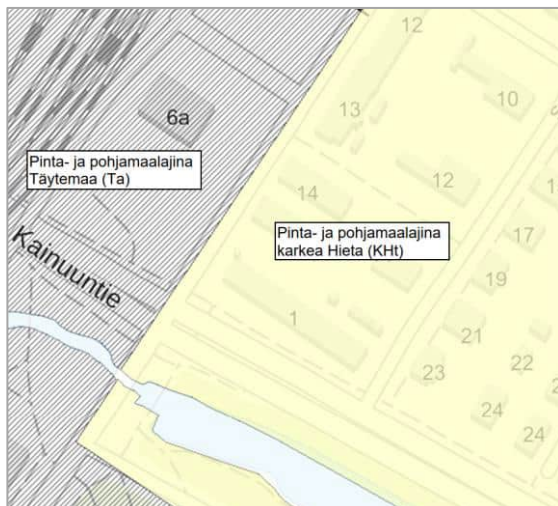 12
6a
13
10
Pinta- ja pohjamaalajina
Täytemaa (Ta)
14
12
Pinta- ja pohjamaalajina
karkea Hieta (KHt)
17
Kainuuntie
19
1
21
22
23
24
24